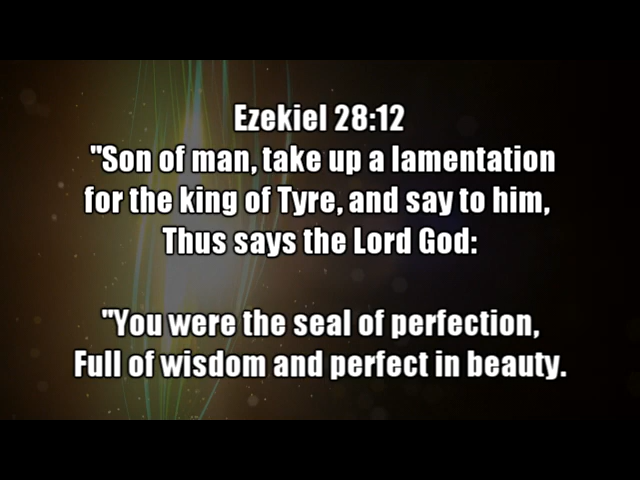 Ezekiel 28:12
"Son of man, take up a lamentation
for the king of Tyre, and say to him,
Thus says the Lord God:
"You were the seal of perfection,
Full of wisdom and perfect in beauty.